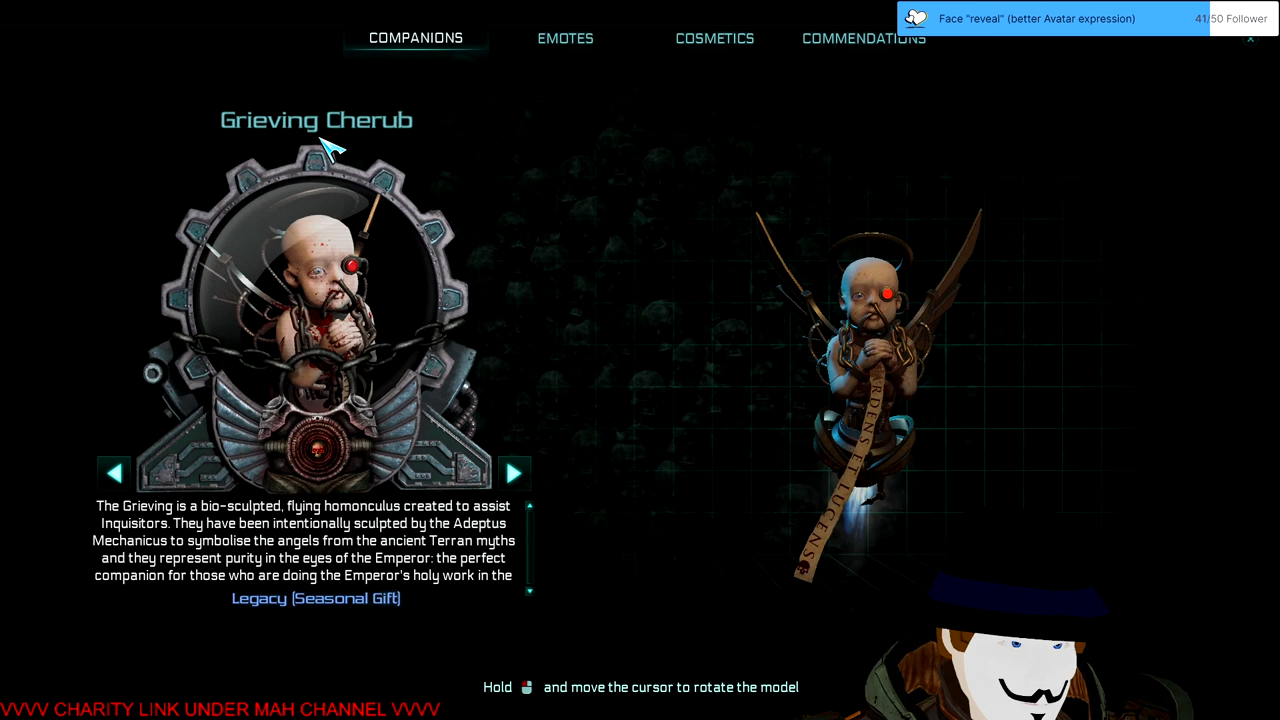 Face "reveal" (better Avatar expression)
41/50 Follower
COMPANIONS
EMOTES
COSMETICS
COMMENDATIONS
Grieving Cherub
The Grieving is a bio-sculpted, flying homonculus created to assist
Inquisitors. They have been intentionally sculpted by the Adeptus
Mechanicus to symbolise the angels from the ancient Terran myths
and they represent purity in the eyes of the Emperor: the perfect
companion for those who are doing the Emperor's holy work in the
Legacy (Seasonal Gift)
RDENS ET LUCENS
Hold and move the cursor to rotate the model
VVVV CHARITY LINK UNDER MAH CHANNEL VVVV